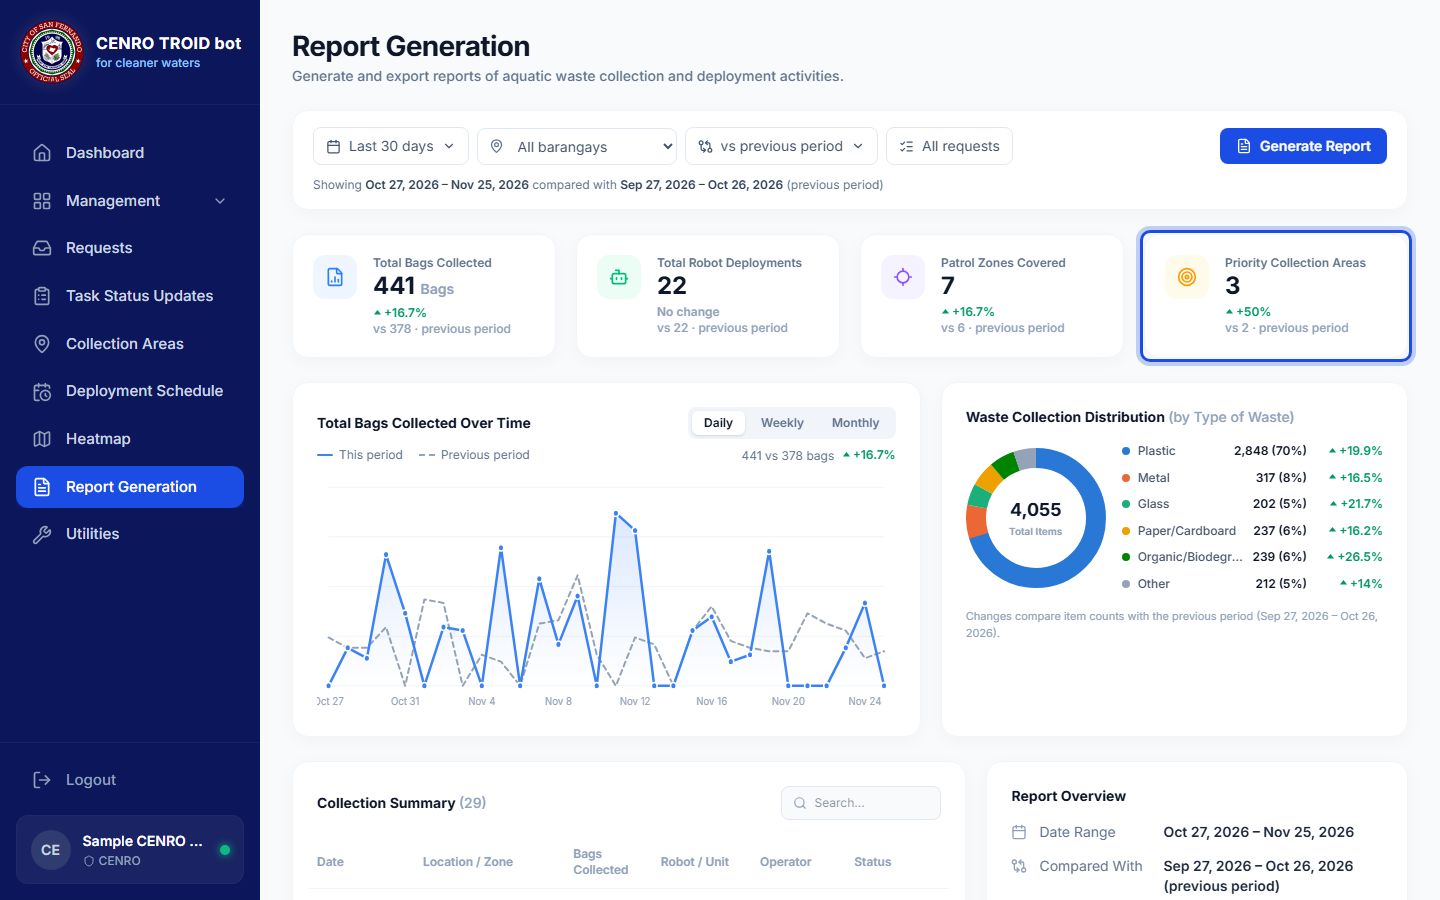 CITY OF SAN FERNANDO
OFFICIAL SEAL
CENRO TROID bot
for cleaner waters
Dashboard
Management
Requests
Task Status Updates
Collection Areas
Deployment Schedule
Heatmap
Report Generation
Utilities
Logout
CE
Sample CENRO ...
CENRO
Report Generation
Generate and export reports of aquatic waste collection and deployment activities.
Last 30 days
All barangays
vs previous period
All requests
Generate Report
Showing Oct 27, 2026 – Nov 25, 2026 compared with Sep 27, 2026 – Oct 26, 2026 (previous period)
Total Bags Collected
441 Bags
+16.7%
vs 378 · previous period
Total Robot Deployments
22
No change
vs 22 · previous period
Patrol Zones Covered
7
+16.7%
vs 6 · previous period
Priority Collection Areas
3
+50%
vs 2 · previous period
Total Bags Collected Over Time
Daily Weekly Monthly
This period Previous period
441 vs 378 bags +16.7%
Oct 27 Oct 31 Nov 4 Nov 8 Nov 12 Nov 16 Nov 20 Nov 24
Waste Collection Distribution (by Type of Waste)
4,055
Total Items
Plastic 2,848 (70%) +19.9%
Metal 317 (8%) +16.5%
Glass 202 (5%) +21.7%
Paper/Cardboard 237 (6%) +16.2%
Organic/Biodegr... 239 (6%) +26.5%
Other 212 (5%) +14%
Changes compare item counts with the previous period (Sep 27, 2026 – Oct 26,
2026).
Collection Summary (29)
Search...
Date Location / Zone Bags Collected Robot / Unit Operator Status
Report Overview
Date Range Oct 27, 2026 – Nov 25, 2026
Compared With Sep 27, 2026 – Oct 26, 2026
(previous period)